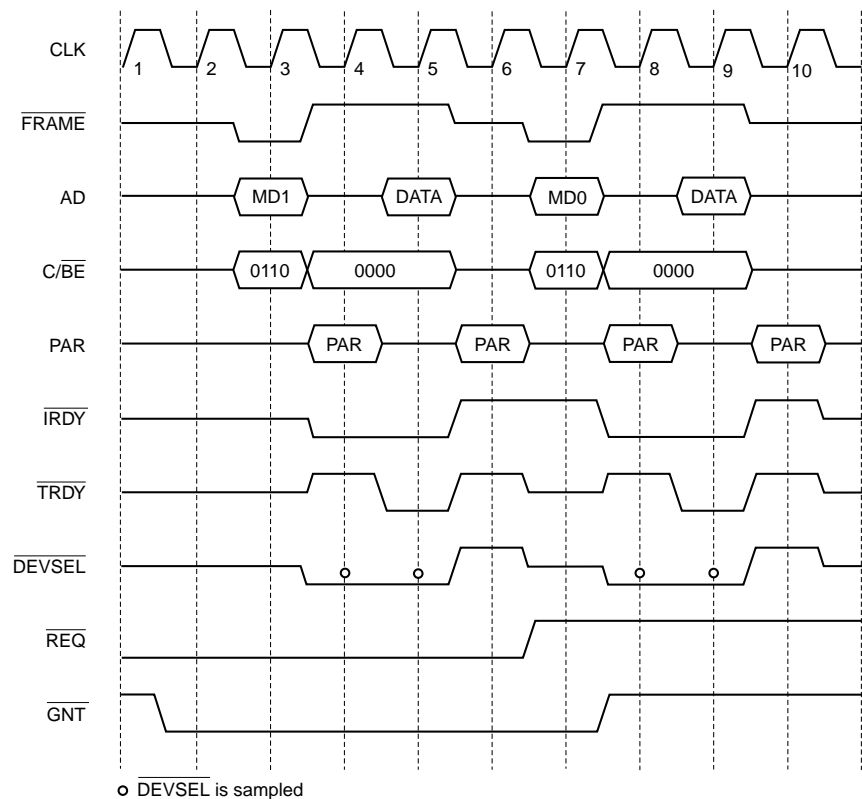 CLK
1 2 3 4 5 6 7 8 9 10
FRAME
AD MD1 DATA MD0 DATA
C/BE 0110 0000 0110 0000
PAR PAR PAR PAR PAR
IRDY
TRDY
DEVSEL
REQ
GNT
DEVSEL is sampled